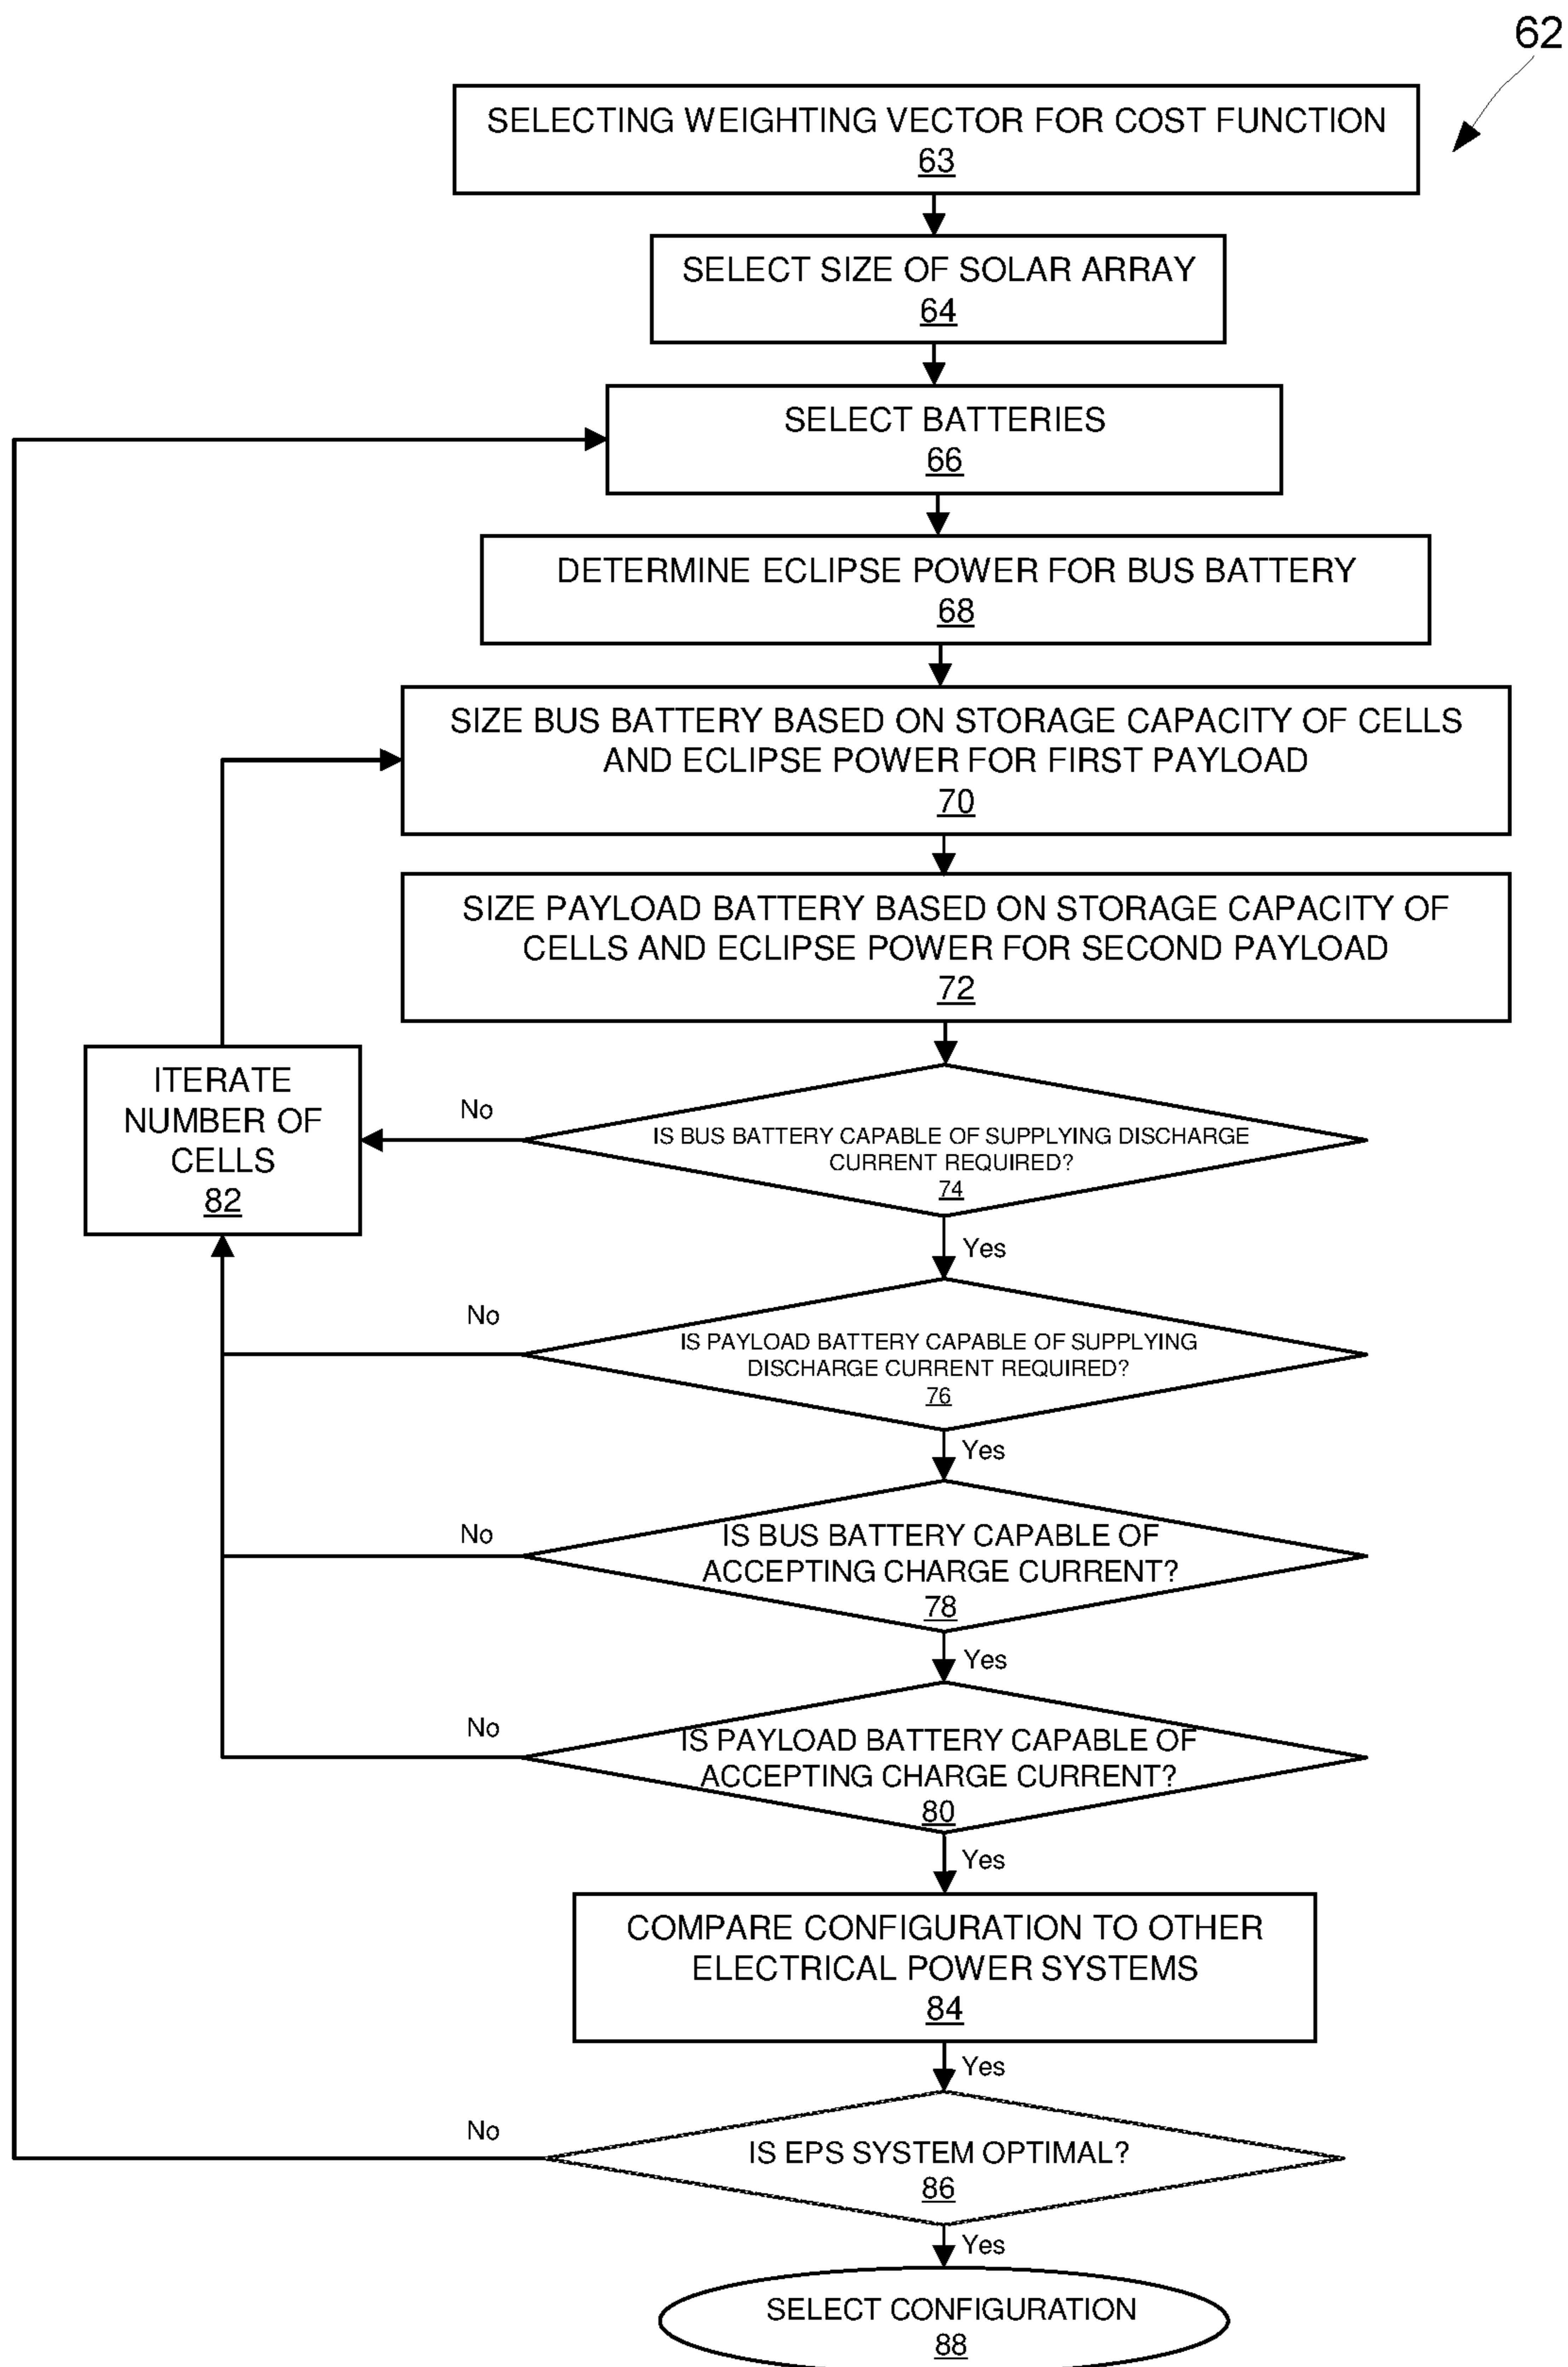 62
SELECTING WEIGHTING VECTOR FOR COST FUNCTION
63
SELECT SIZE OF SOLAR ARRAY
64
SELECT BATTERIES
66
DETERMINE ECLIPSE POWER FOR BUS BATTERY
68
SIZE BUS BATTERY BASED ON STORAGE CAPACITY OF CELLS
AND ECLIPSE POWER FOR FIRST PAYLOAD
70
SIZE PAYLOAD BATTERY BASED ON STORAGE CAPACITY OF
CELLS AND ECLIPSE POWER FOR SECOND PAYLOAD
72
ITERATE
NUMBER OF
CELLS
82
No
IS BUS BATTERY CAPABLE OF SUPPLYING DISCHARGE
CURRENT REQUIRED?
74
Yes
No
IS PAYLOAD BATTERY CAPABLE OF SUPPLYING
DISCHARGE CURRENT REQUIRED?
76
Yes
No
IS BUS BATTERY CAPABLE OF
ACCEPTING CHARGE CURRENT?
78
Yes
No
IS PAYLOAD BATTERY CAPABLE OF
ACCEPTING CHARGE CURRENT?
80
Yes
COMPARE CONFIGURATION TO OTHER
ELECTRICAL POWER SYSTEMS
84
Yes
No
IS EPS SYSTEM OPTIMAL?
86
Yes
SELECT CONFIGURATION
88